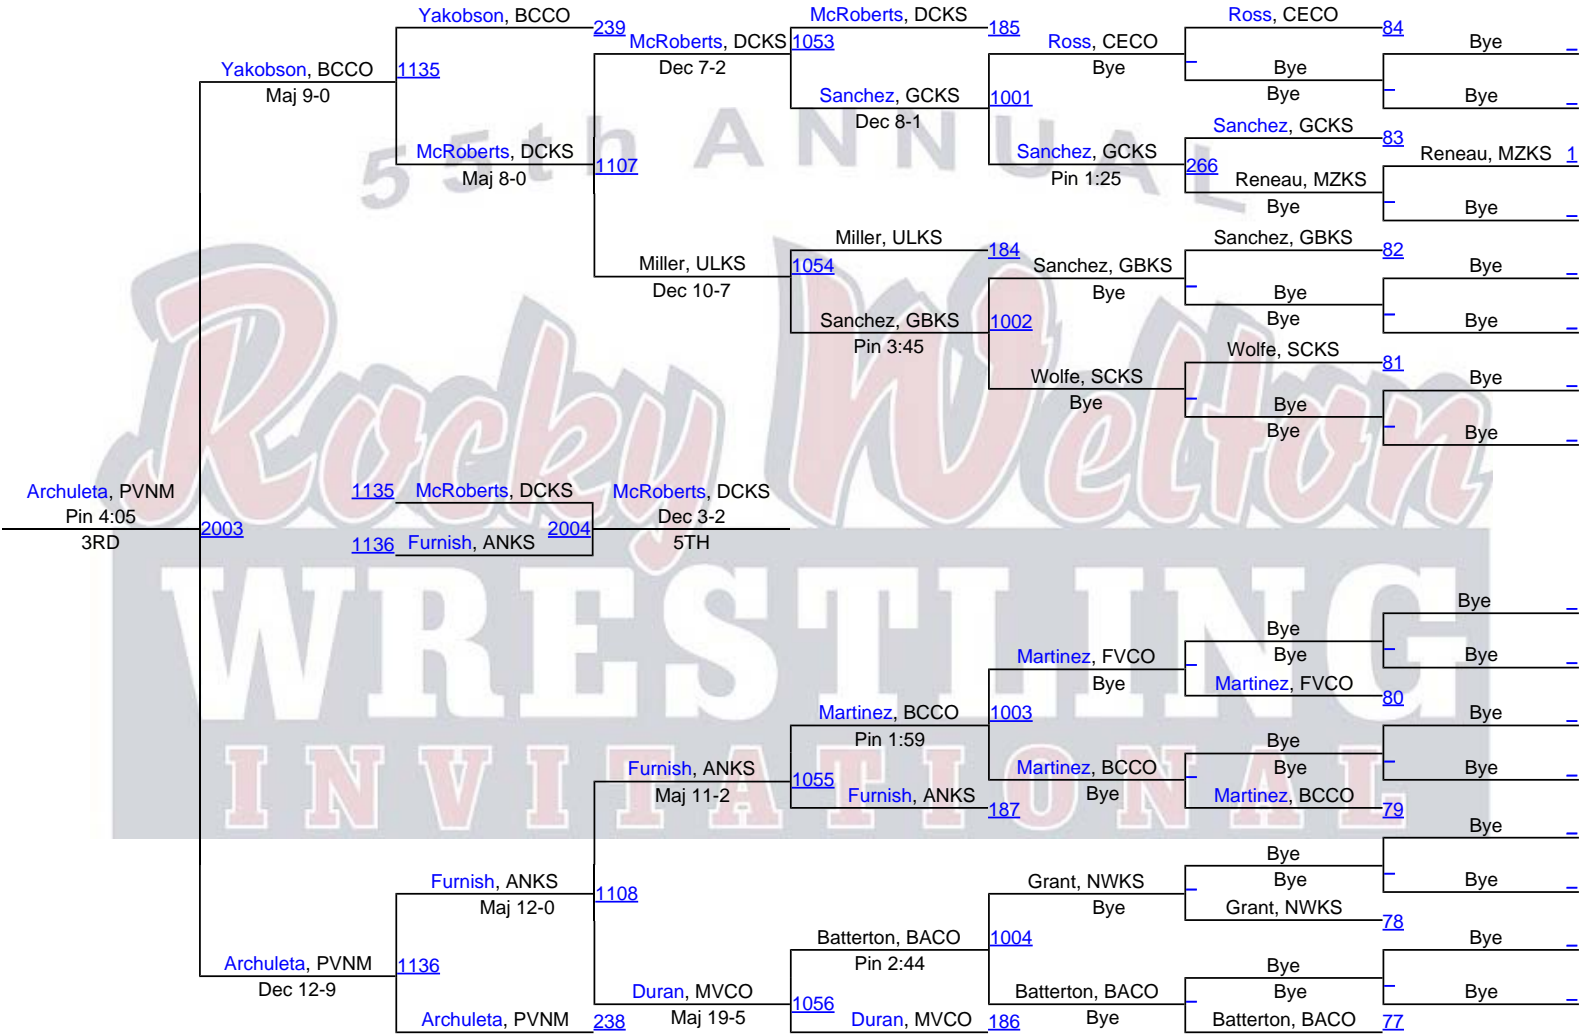 Yakobson, BCCO
239
McRoberts, DCKS
185
Ross, CECO
84
McRoberts, DCKS
1053
Dec 7-2
Ross, CECO
Bye
Bye
_
Yakobson, BCCO
1135
Maj 9-0
_
Bye
Bye
Sanchez, GCKS
1001
Dec 8-1
_
Bye
_
55th ANNUAL
Sanchez, GCKS
83
McRoberts, DCKS
1107
Maj 8-0
Sanchez, GCKS
266
Pin 1:25
Reneau, MZKS
1
Reneau, MZKS
Bye
_
Bye
_
Miller, ULKS
184
Sanchez, GBKS
82
Miller, ULKS
1054
Dec 10-7
Sanchez, GBKS
Bye
Bye
_
_
Bye
Bye
Sanchez, GBKS
1002
Pin 3:45
_
Bye
_
Wolfe, SCKS
81
Wolfe, SCKS
Bye
Bye
_
_
Bye
Bye
_
Bye
_
Rocky Welton
Archuleta, PVNM
Pin 4:05
3RD
2003
1135
McRoberts, DCKS
1136
Furnish, ANKS
2004
McRoberts, DCKS
Dec 3-2
5TH
WRESTLING
Bye
_
Bye
Bye
_
Bye
_
Martinez, FVCO
Bye
_
Martinez, FVCO
80
Martinez, BCCO
1003
Pin 1:59
Bye
_
Bye
Bye
_
Bye
_
INVITATIONAL
Furnish, ANKS
1055
Maj 11-2
Martinez, BCCO
Bye
_
Furnish, ANKS
187
Martinez, BCCO
79
Bye
_
Bye
Bye
_
Bye
_
Furnish, ANKS
1108
Maj 12-0
Grant, NWKS
Bye
_
Grant, NWKS
78
Batterton, BACO
1004
Pin 2:44
Bye
_
Archuleta, PVNM
1136
Dec 12-9
Bye
Bye
_
Bye
_
Duran, MVCO
1056
Maj 19-5
Batterton, BACO
Bye
_
Archuleta, PVNM
238
Duran, MVCO
186
Batterton, BACO
77